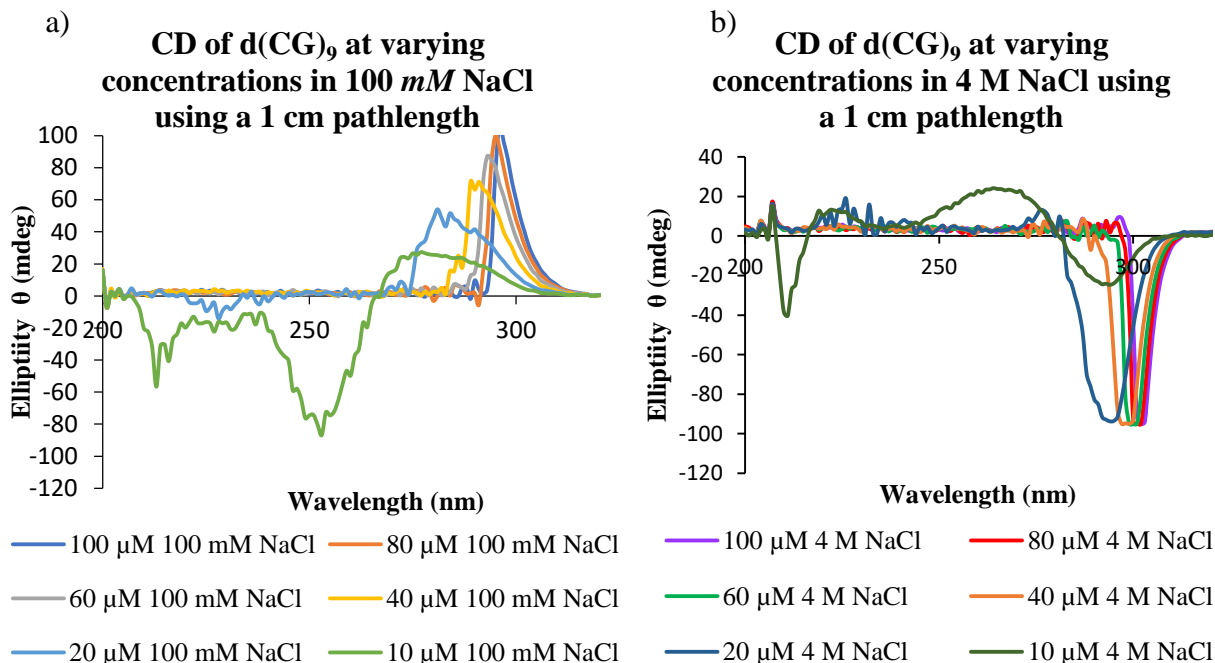 a)
CD of d(CG)₉ at varying
concentrations in 100 mM NaCl
using a 1 cm pathlength
100
80
60
40
20
0
-20
-40
-60
-80
-100
-120
200
250
300
Elliptiity θ (mdeg)
Wavelength (nm)
100 µM 100 mM NaCl
80 µM 100 mM NaCl
60 µM 100 mM NaCl
40 µM 100 mM NaCl
20 µM 100 mM NaCl
10 µM 100 mM NaCl
b)
CD of d(CG)₉ at varying
concentrations in 4 M NaCl using
a 1 cm pathlength
40
20
0
-20
-40
-60
-80
-100
-120
200
250
300
Elliptiity θ (mdeg)
Wavelength (nm)
100 µM 4 M NaCl
80 µM 4 M NaCl
60 µM 4 M NaCl
40 µM 4 M NaCl
20 µM 4 M NaCl
10 µM 4 M NaCl